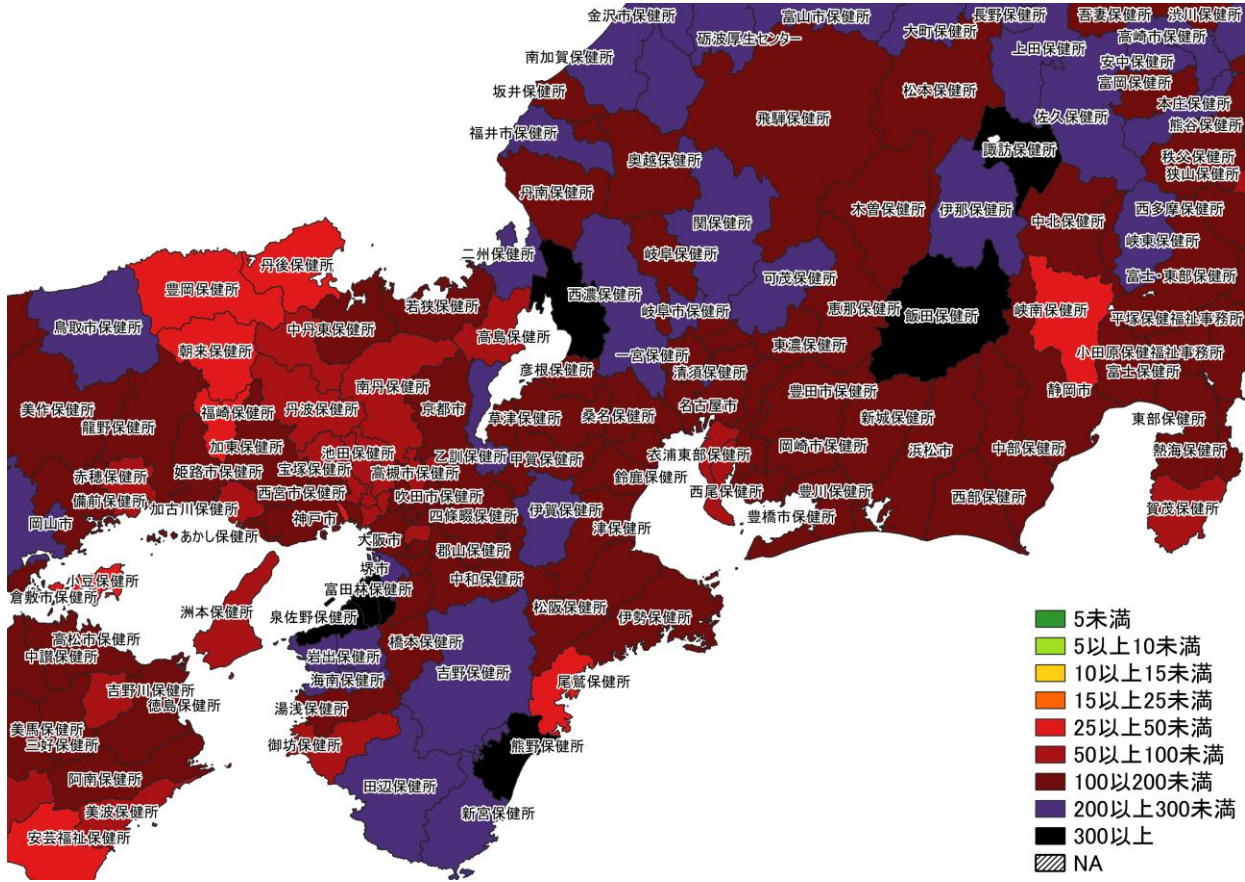 金沢市保健所
富山市保健所
長野保健所
吾妻保健所
渋川保健所
砺波厚生センター
大町保健所
高崎市保健所
南加賀保健所
上田保健所
安中保健所
坂井保健所
松本保健所
富岡保健所
本庄保健所
飛騨保健所
佐久保健所
熊谷保健所
福井市保健所
諏訪保健所
奥越保健所
秩父保健所
狭山保健所
丹南保健所
木曽保健所
伊那保健所
西多摩保健所
関保健所
中北保健所
峡東保健所
二州保健所
岐阜保健所
丹後保健所
可茂保健所
富士・東部保健所
豊岡保健所
西濃保健所
若狭保健所
恵那保健所
飯田保健所
峡南保健所
鳥取市保健所
中丹東保健所
高島保健所
岐阜市保健所
平塚保健福祉事務所
朝来保健所
東濃保健所
小田原保健福祉事務所
一宮保健所
彦根保健所
清須保健所
富士保健所
南丹保健所
豊田市保健所
静岡市
美作保健所
福崎保健所
丹波保健所
京都市
名古屋市
龍野保健所
草津保健所
桑名保健所
新城保健所
東部保健所
加東保健所
池田保健所
乙訓保健所
甲賀保健所
衣浦東部保健所
岡崎市保健所
浜松市
中部保健所
熱海保健所
赤穂保健所
姫路市保健所
宝塚保健所
高槻市保健所
鈴鹿保健所
備前保健所
西宮市保健所
吹田市保健所
西尾保健所
豊川保健所
西部保健所
賀茂保健所
岡山市
加古川保健所
神戸市
四條畷保健所
伊賀保健所
豊橋市保健所
あかし保健所
大阪市
津保健所
郡山保健所
小豆保健所
堺市
中和保健所
倉敷市保健所
富田林保健所
洲本保健所
泉佐野保健所
松阪保健所
伊勢保健所
高松市保健所
橋本保健所
中讃保健所
岩出保健所
吉野保健所
海南保健所
尾鷲保健所
吉野川保健所
徳島保健所
湯浅保健所
美馬保健所
御坊保健所
三好保健所
熊野保健所
阿南保健所
田辺保健所
美波保健所
新宮保健所
安芸福祉保健所
5未満
5以上10未満
10以上15未満
15以上25未満
25以上50未満
50以上100未満
100以200未満
200以上300未満
300以上
NA